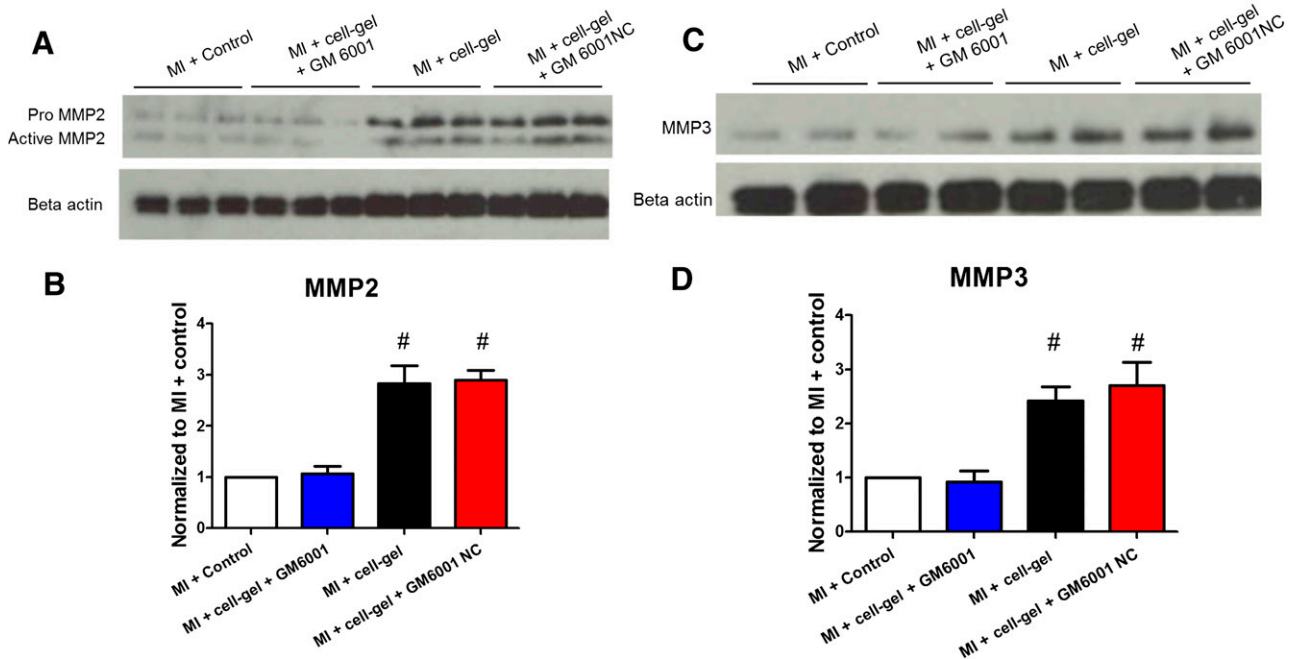 A
MI + Control
MI + cell-gel
+ GM 6001
MI + cell-gel
MI + cell-gel
+ GM 6001NC
Pro MMP2
Active MMP2
Beta actin
C
MI + Control
MI + cell-gel
+ GM 6001
MI + cell-gel
MI + cell-gel
+ GM 6001NC
MMP3
Beta actin
B
MMP2
Normalized to MI + control
4
3
2
1
0
#
#
MI + Control
MI + cell-gel + GM6001
MI + cell-gel
MI + cell-gel + GM6001 NC
D
MMP3
Normalized to MI + control
4
3
2
1
0
#
#
MI + Control
MI + cell-gel + GM6001
MI + cell-gel
MI + cell-gel + GM6001 NC